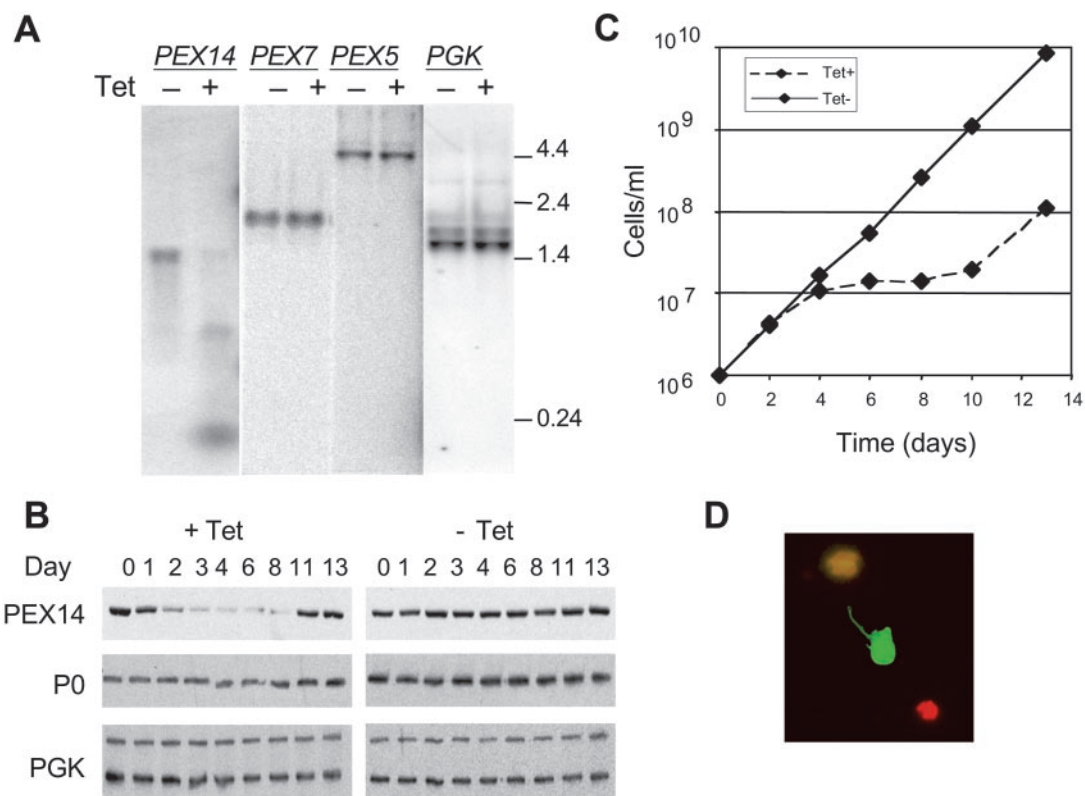 A
PEX14 PEX7 PEX5 PGK
Tet – + – + – + – +
4.4
2.4
1.4
0.24
B
+ Tet - Tet
Day 0 1 2 3 4 6 8 11 13 0 1 2 3 4 6 8 11 13
PEX14
P0
PGK
C
10^10
10^9
10^8
10^7
10^6
Cells/ml
Tet+
Tet-
0 2 4 6 8 10 12 14
Time (days)
D